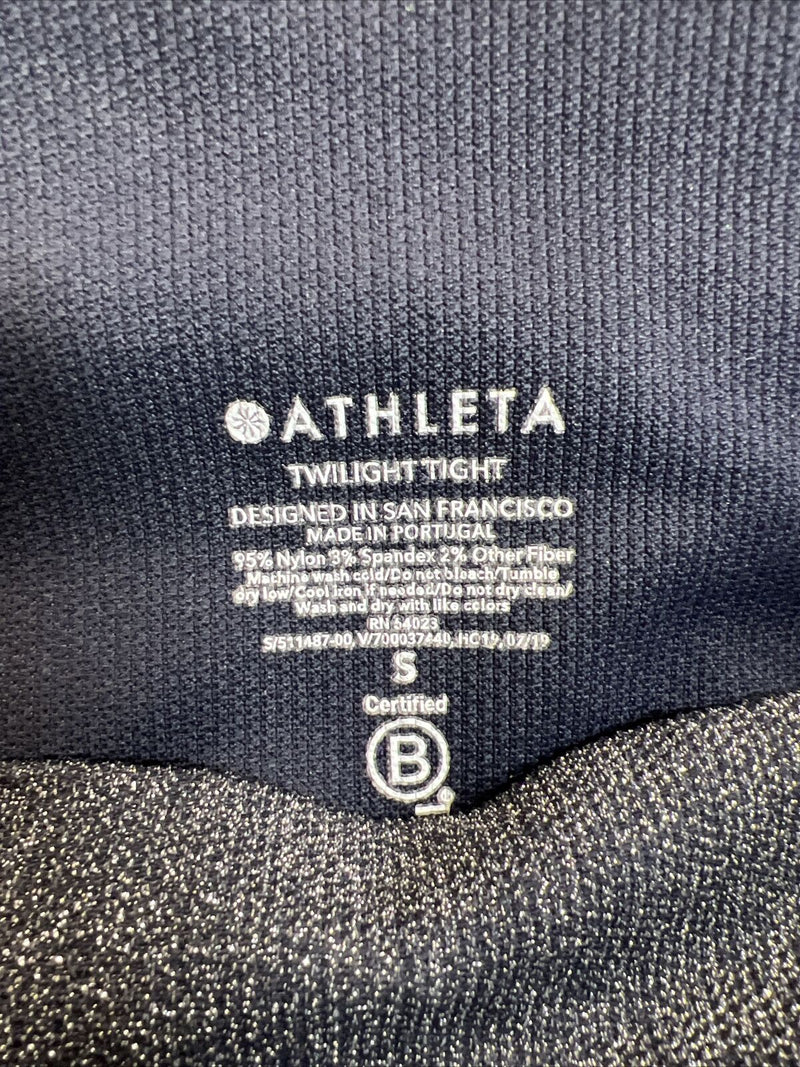 ATHLETA
TWILIGHT TIGHT
DESIGNED IN SAN FRANCISCO
MADE IN PORTUGAL
95% Nylon 3% Spandex 2% Other Fiber
Machine wash cold/Do not bleach/Tumble
dry low/Cool Iron if needed/Do not dry clean/
Wash and dry with like colors
RN 54023
S/511487-00, V/700037440, HO19, 07/19
S
Certified
B